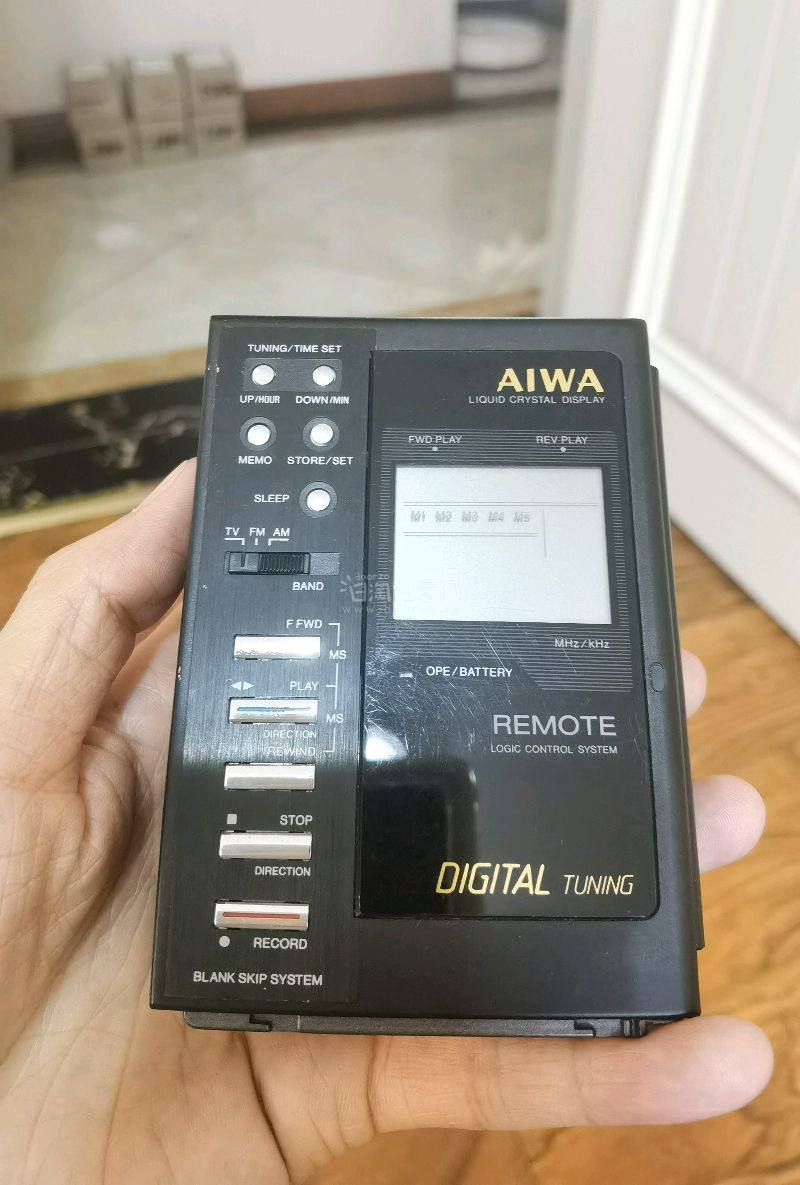 TUNING/TIME SET
UP/HOUR DOWN/MIN
MEMO STORE/SET
SLEEP
TV FM AM
BAND
F FWD
MS
◀▶ PLAY
MS
DIRECTION
REWIND
■ STOP
DIRECTION
● RECORD
BLANK SKIP SYSTEM
AIWA
LIQUID CRYSTAL DISPLAY
FWD PLAY REV PLAY
M1 M2 M3 M4 M5
MHz/kHz
OPE/BATTERY
REMOTE
LOGIC CONTROL SYSTEM
DIGITAL TUNING